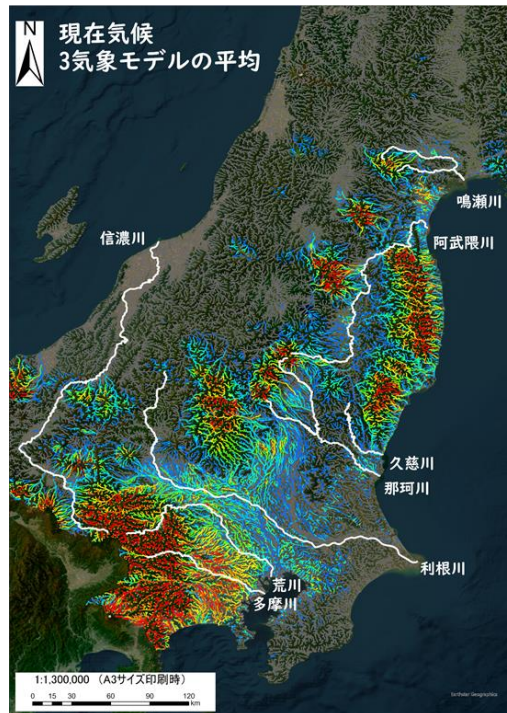 N
現在気候
3気象モデルの平均
鳴瀬川
阿武隈川
信濃川
久慈川
那珂川
利根川
荒川
多摩川
1:1,300,000 （A3サイズ印刷時）
0 15 30 60 90 120
km
Earthstar Geographics